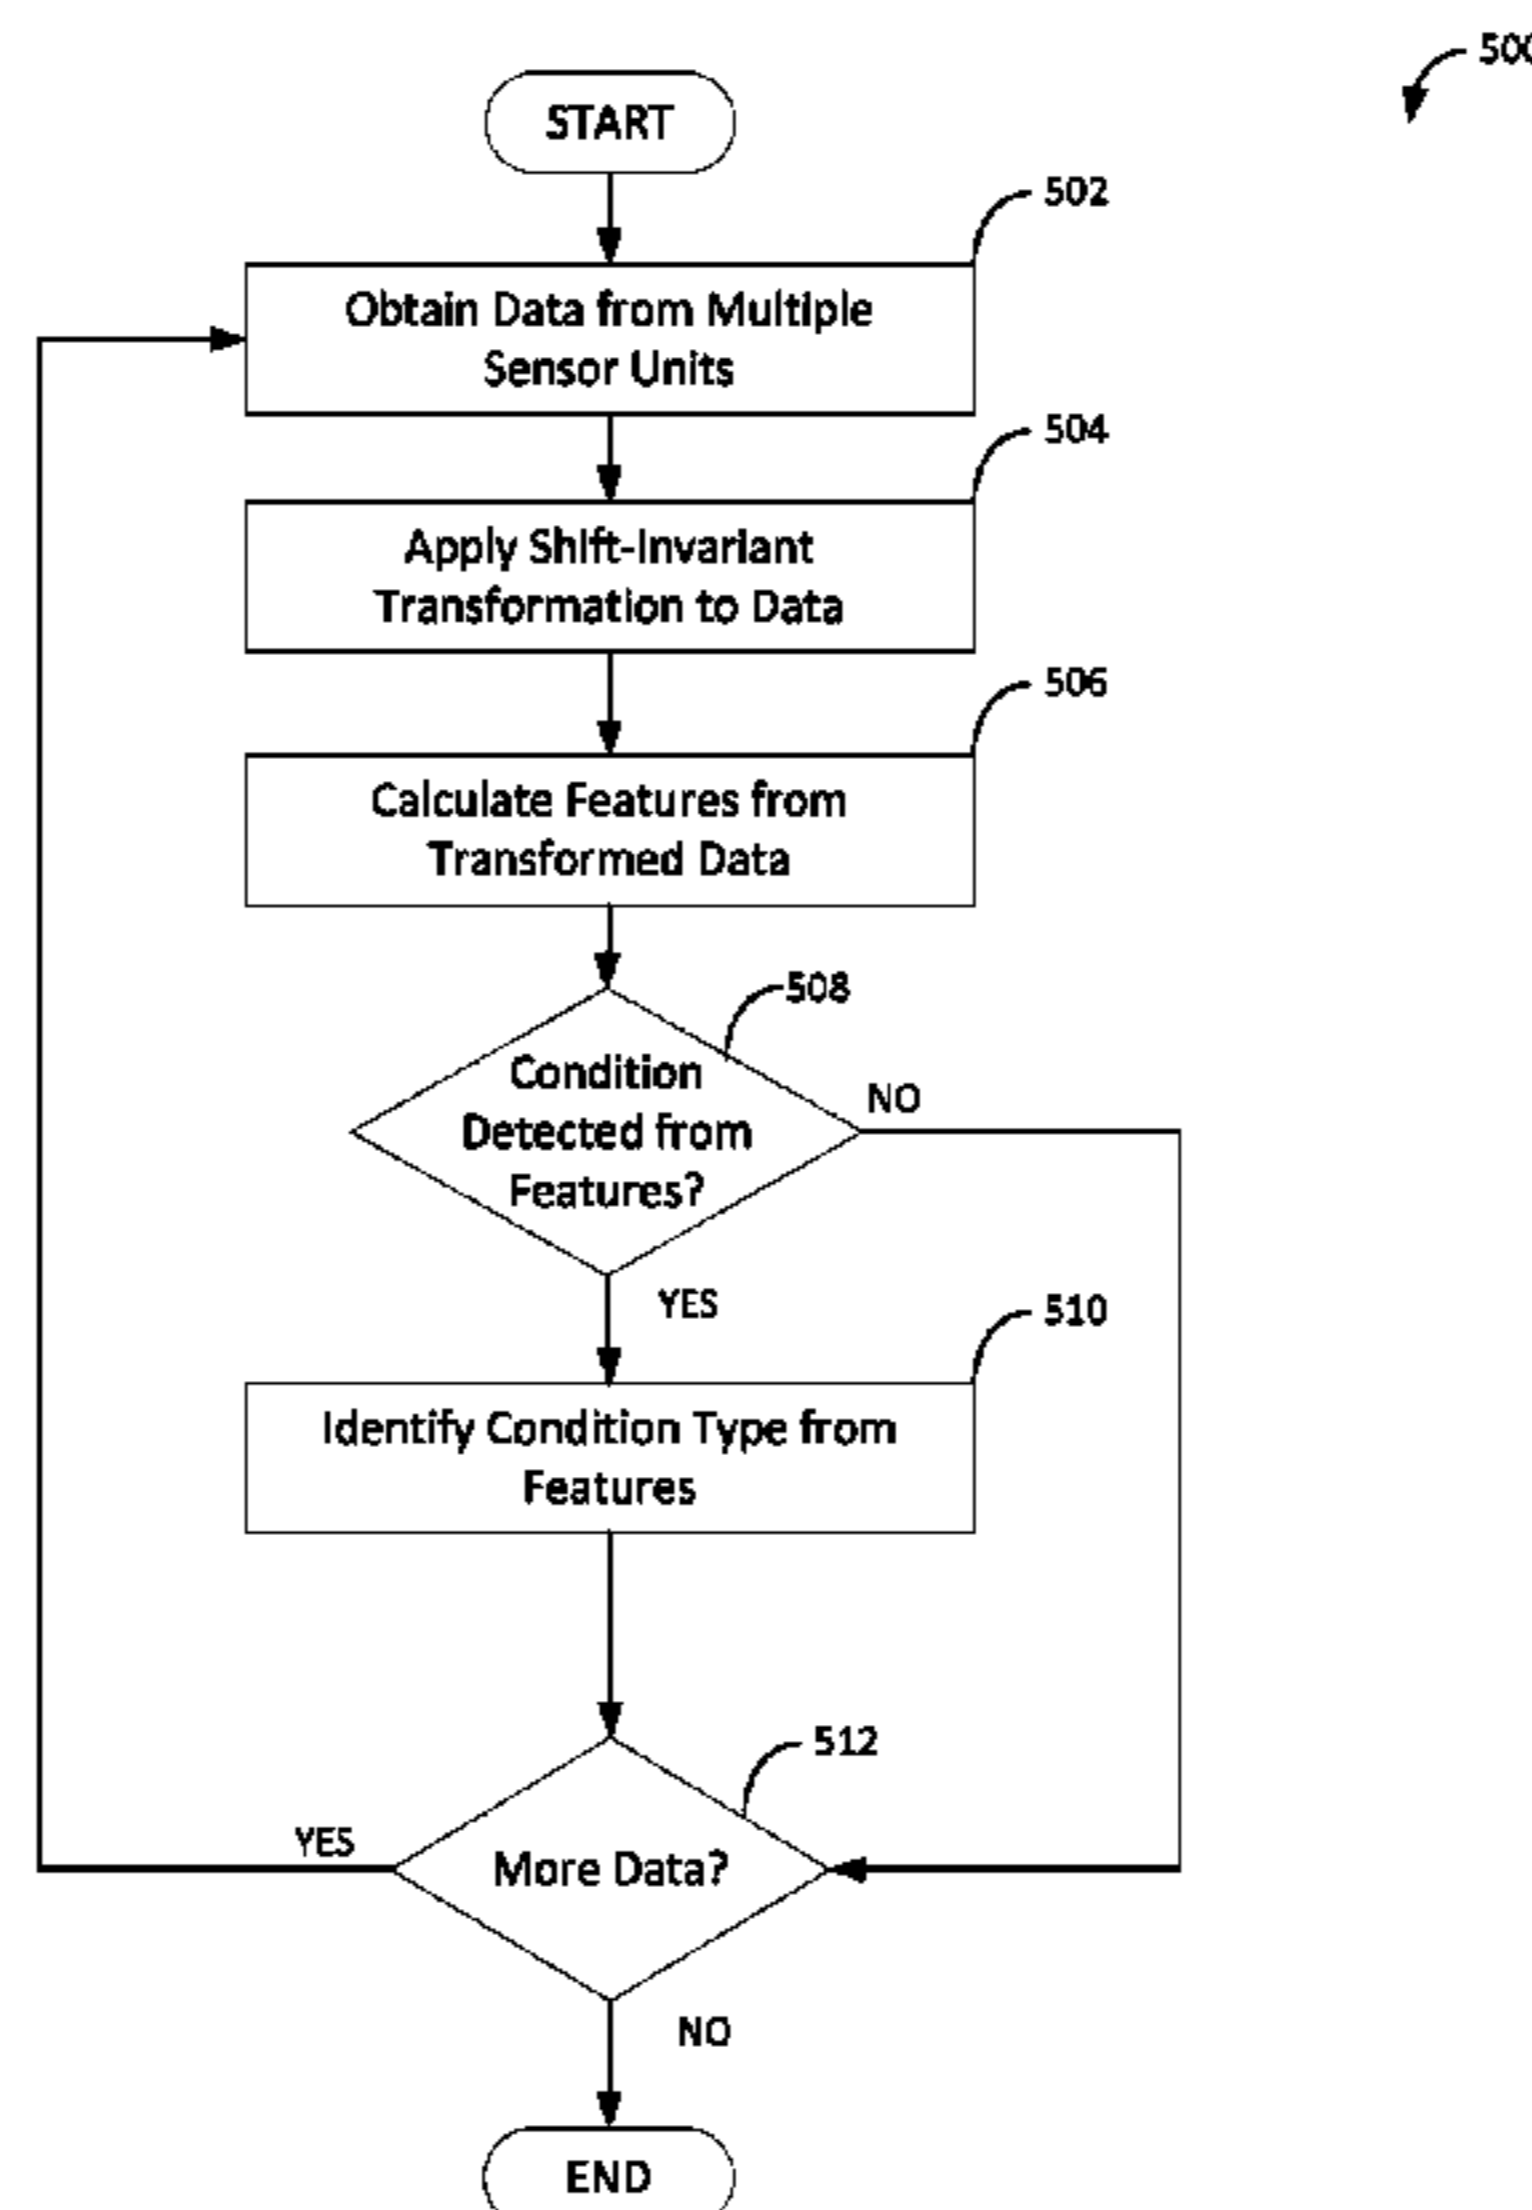 500
START
502
Obtain Data from Multiple
Sensor Units
504
Apply Shift-Invariant
Transformation to Data
506
Calculate Features from
Transformed Data
508
Condition
Detected from
Features?
NO
YES
510
Identify Condition Type from
Features
512
YES
More Data?
NO
END